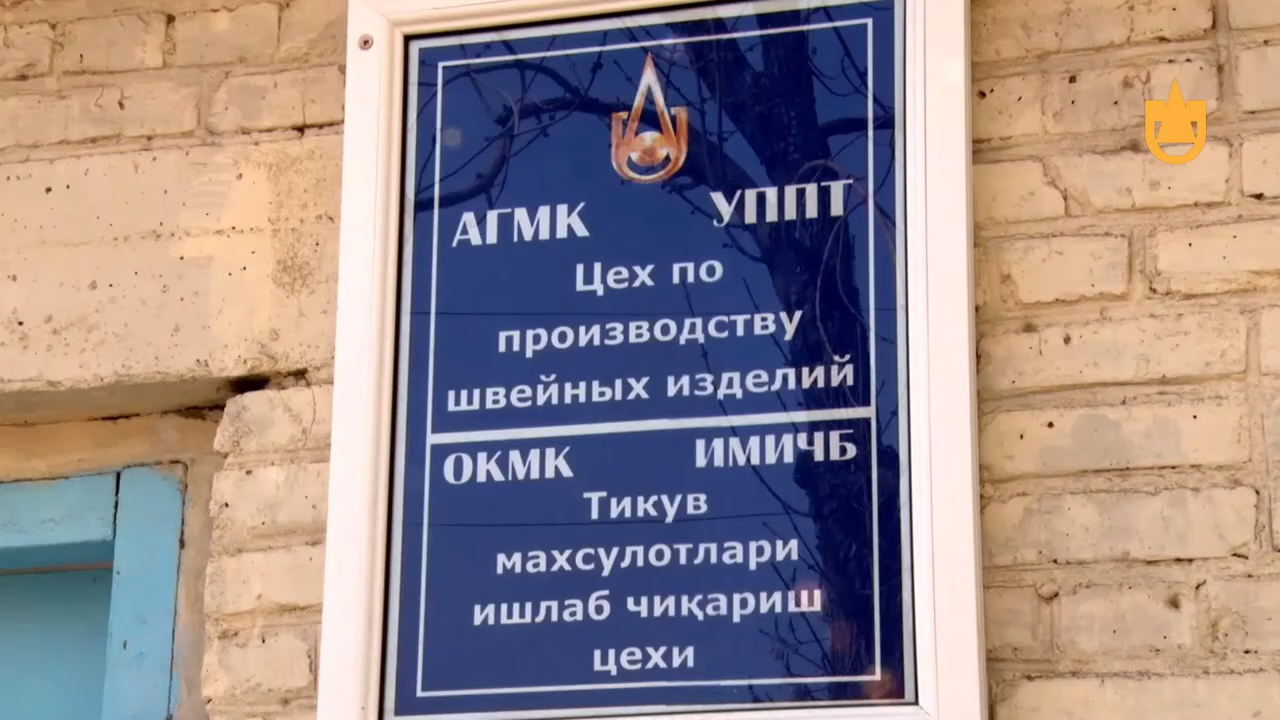 АГМК УППТ
Цех по
производству
швейных изделий
ОКМК ИМИЧБ
Тикув
махсулотлари
ишлаб чиқариш
цехи